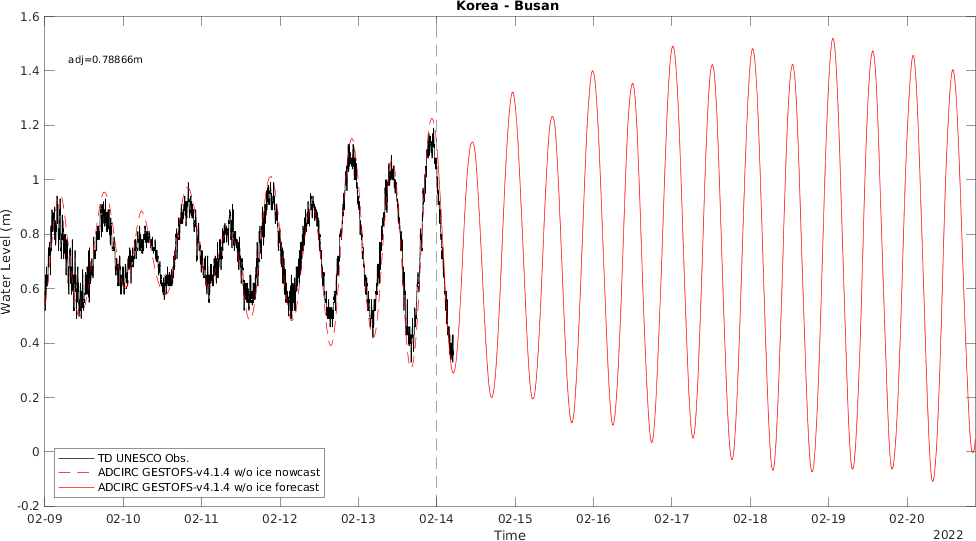 Korea - Busan
1.6
1.4
1.2
1
0.8
0.6
0.4
0.2
0
-0.2
Water Level (m)
adj=0.78866m
TD UNESCO Obs.
ADCIRC GESTOFS-v4.1.4 w/o ice nowcast
ADCIRC GESTOFS-v4.1.4 w/o ice forecast
02-09 02-10 02-11 02-12 02-13 02-14 02-15 02-16 02-17 02-18 02-19 02-20
Time
2022